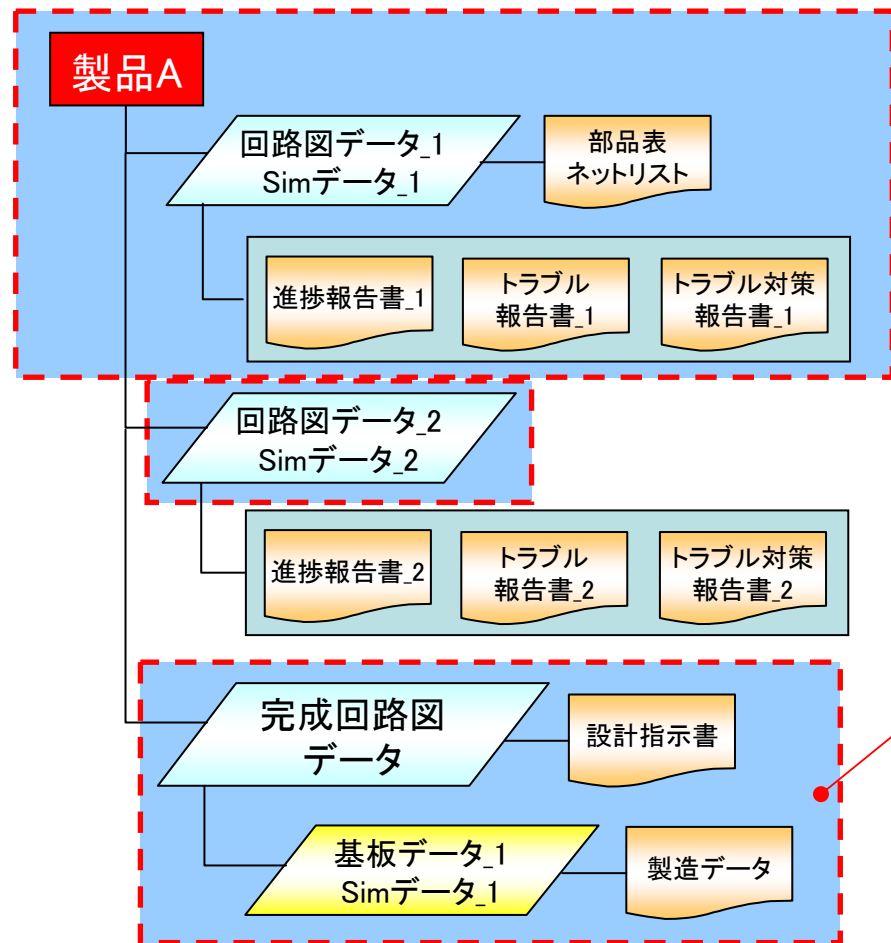 製品A
回路図データ_1
Simデータ_1
部品表
ネットリスト
進捗報告書_1
トラブル
報告書_1
トラブル対策
報告書_1
回路図データ_2
Simデータ_2
進捗報告書_2
トラブル
報告書_2
トラブル対策
報告書_2
完成回路図
データ
設計指示書
基板データ_1
Simデータ_1
製造データ